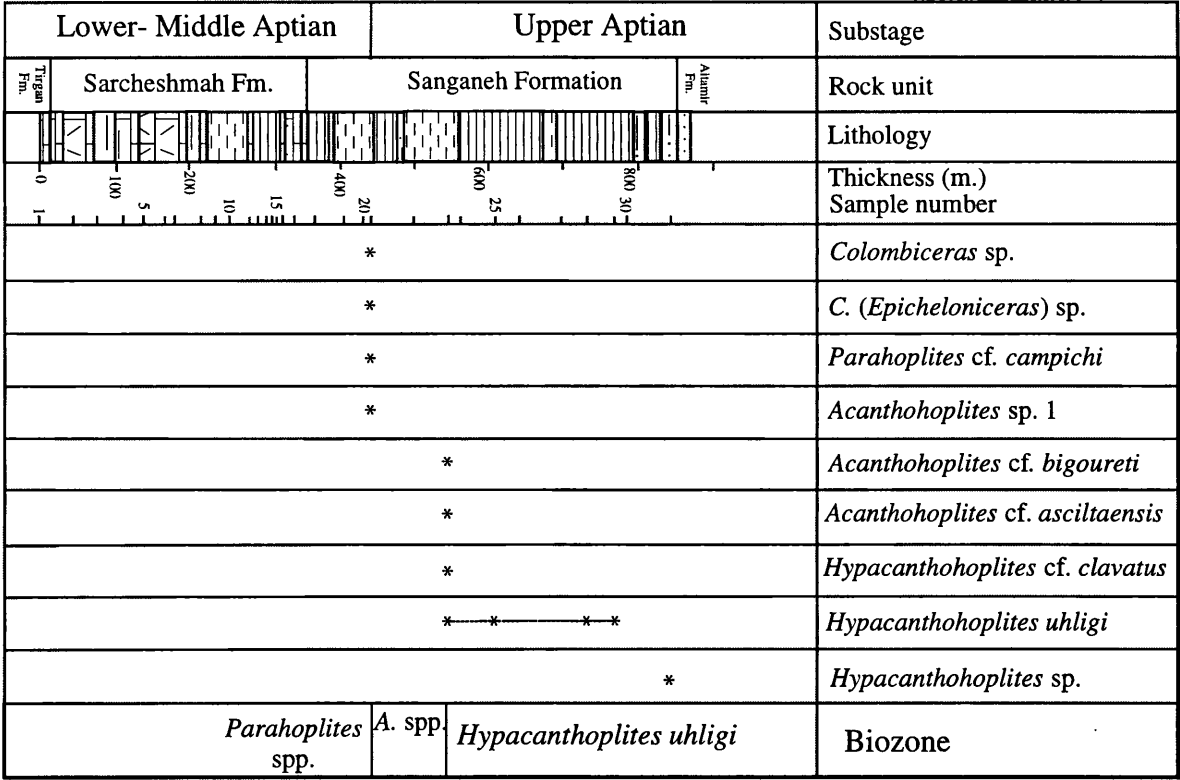 Lower- Middle Aptian Upper Aptian Substage
Tirgan Fm. Sarcheshmah Fm. Sanganeh Formation Altamir Fm. Rock unit
Lithology
0 100 200 400 600 800 Thickness (m.)
1 5 10 15 20 25 30 Sample number
* Colombiceras sp.
* C. (Epicheloniceras) sp.
* Parahoplites cf. campichi
* Acanthohoplites sp. 1
* Acanthohoplites cf. bigoureti
* Acanthohoplites cf. asciltaensis
* Hypacanthohoplites cf. clavatus
* * * * Hypacanthohoplites uhligi
* Hypacanthohoplites sp.
Parahoplites spp. A. spp. Hypacanthoplites uhligi Biozone